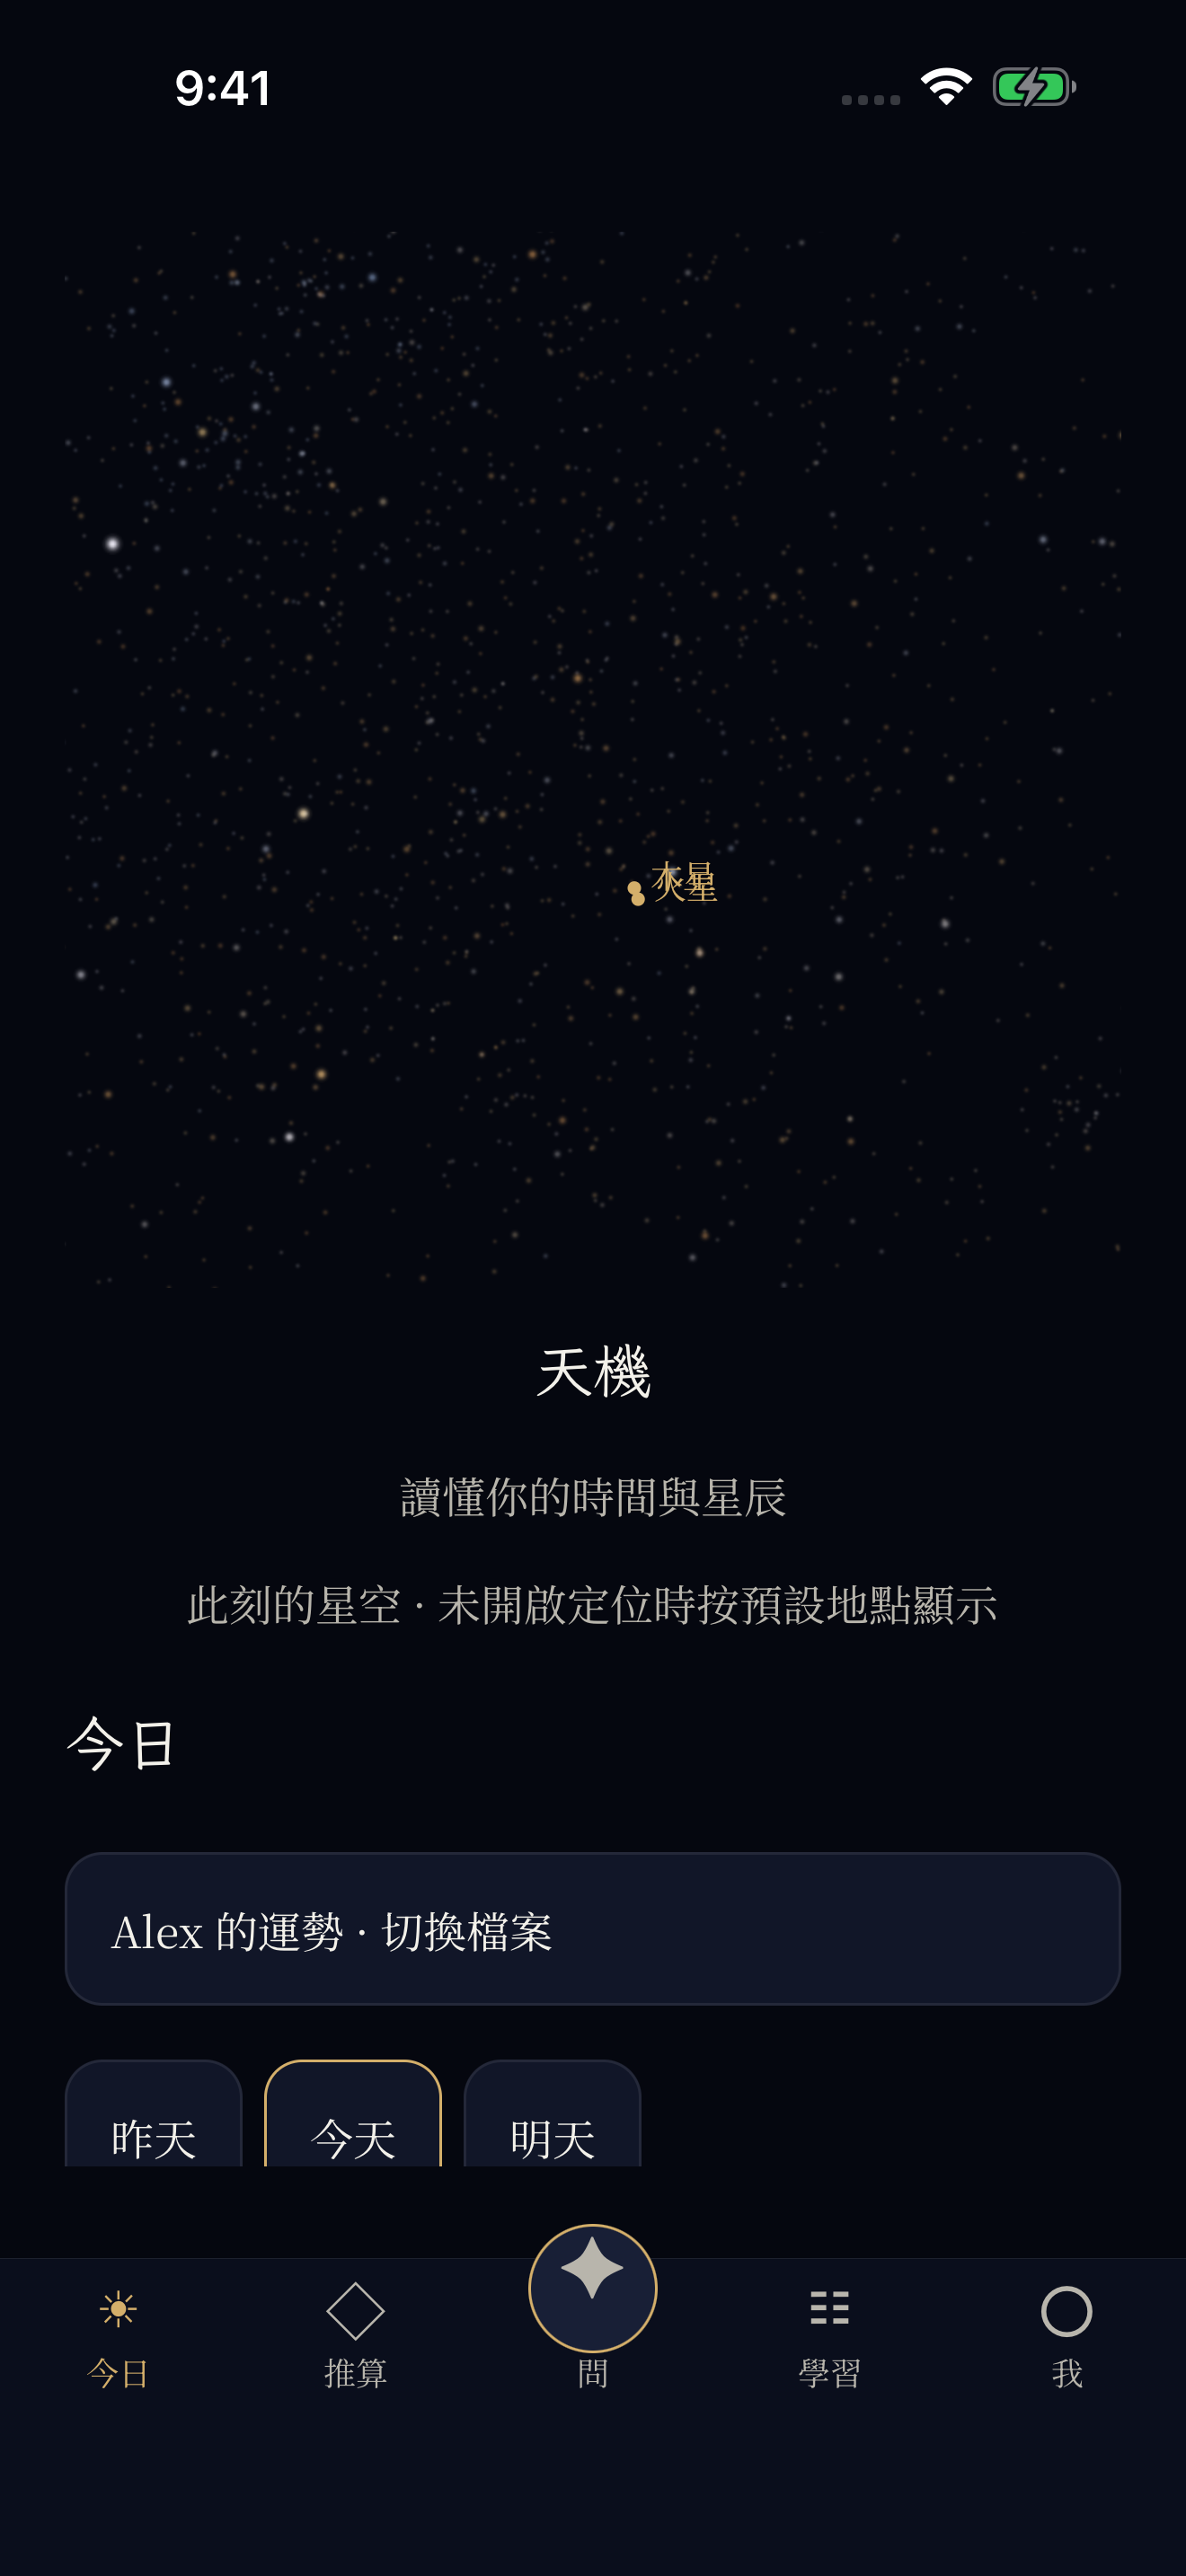 9:41
火星
天機
讀懂你的時間與星辰
此刻的星空 · 未開啟定位時按預設地點顯示
今日
Alex 的運勢 · 切換檔案
昨天 今天 明天
今日 推算 問 學習 我